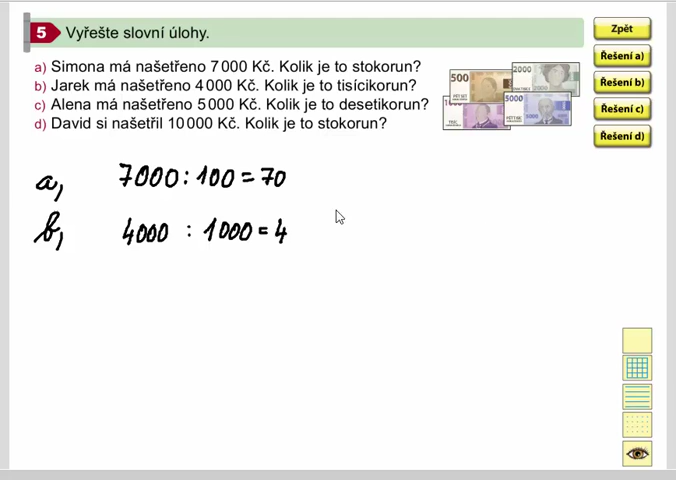 5 Vyřešte slovní úlohy.
a) Simona má našetřeno 7 000 Kč. Kolik je to stokorun?
b) Jarek má našetřeno 4 000 Kč. Kolik je to tisícikorun?
c) Alena má našetřeno 5 000 Kč. Kolik je to desetikorun?
d) David si našetřil 10 000 Kč. Kolik je to stokorun?
Zpět
Řešení a)
Řešení b)
Řešení c)
Řešení d)
500
2000
5000
a, 7000 : 100 = 70
b, 4000 : 1000 = 4